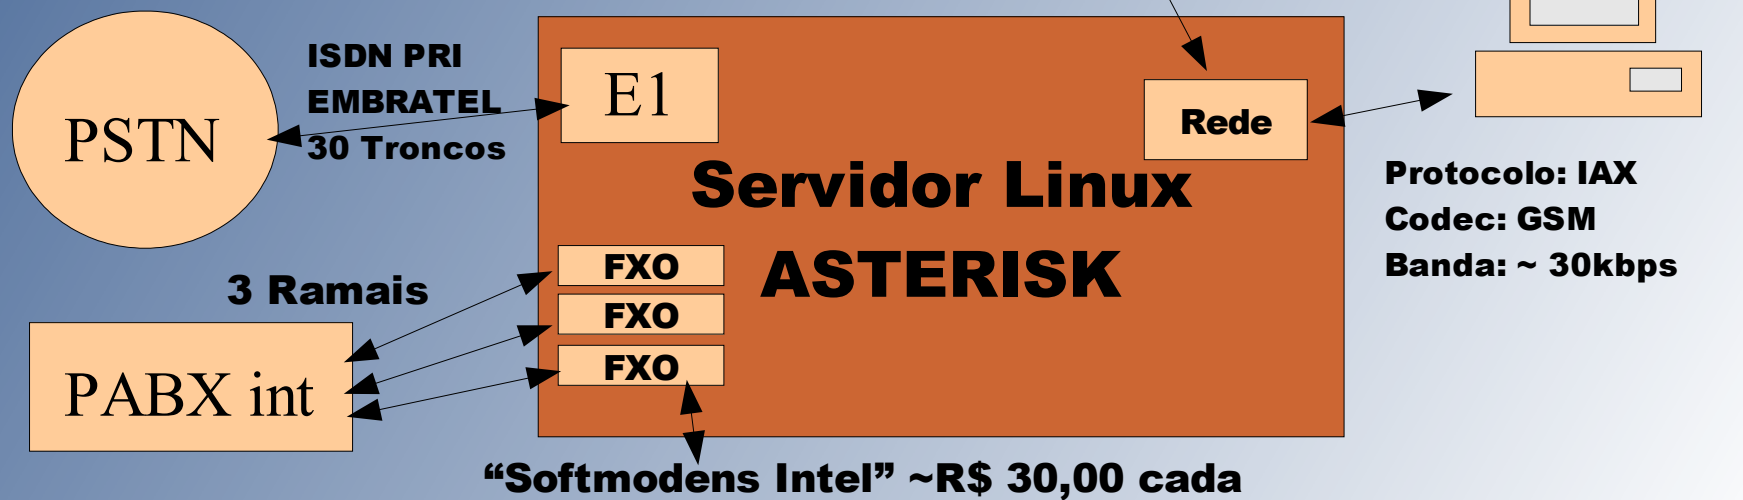 ISDN PRI
EMBRATEL
30 Troncos
PSTN
E1
Rede
Servidor Linux
ASTERISK
Protocolo: IAX
Codec: GSM
Banda: ~ 30kbps
3 Ramais
FXO
FXO
FXO
PABX int
“Softmodens Intel” ~R$ 30,00 cada